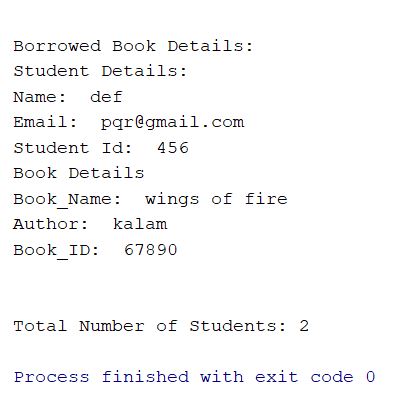 Borrowed Book Details:
Student Details:
Name:  def
Email:  pqr@gmail.com
Student Id:  456
Book Details
Book_Name:  wings of fire
Author:  kalam
Book_ID:  67890
Total Number of Students: 2
Process finished with exit code 0